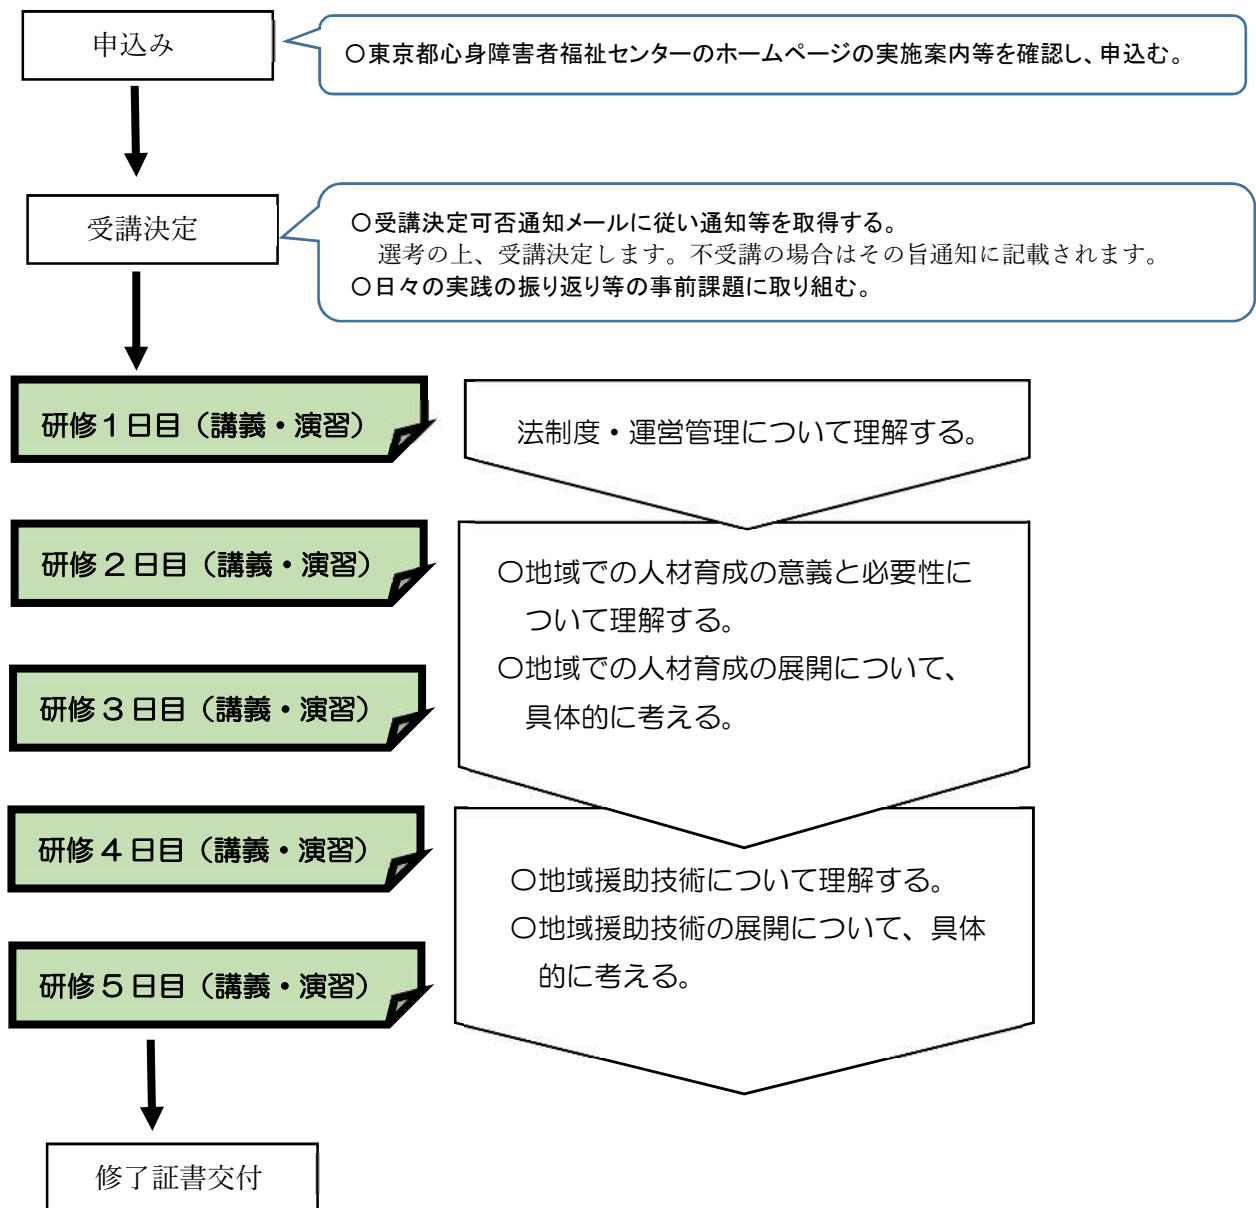 申込み
〇東京都心身障害者福祉センターのホームページの実施案内等を確認し、申込む。
受講決定
〇受講決定可否通知メールに従い通知等を取得する。
選考の上、受講決定します。不受講の場合はその旨通知に記載されます。
〇日々の実践の振り返り等の事前課題に取り組む。
研修１日目（講義・演習）
法制度・運営管理について理解する。
研修２日目（講義・演習）
〇地域での人材育成の意義と必要性に
ついて理解する。
〇地域での人材育成の展開について、
具体的に考える。
研修３日目（講義・演習）
研修４日目（講義・演習）
〇地域援助技術について理解する。
〇地域援助技術の展開について、具体
的に考える。
研修５日目（講義・演習）
修了証書交付